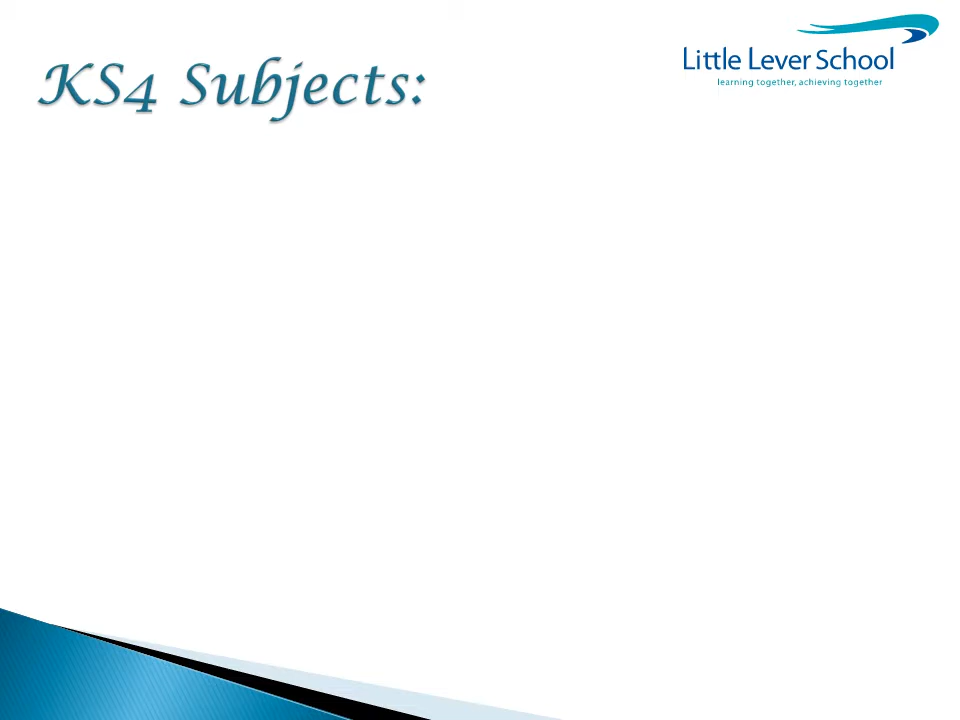 KS4 Subjects:
Little Lever School
learning together, achieving together